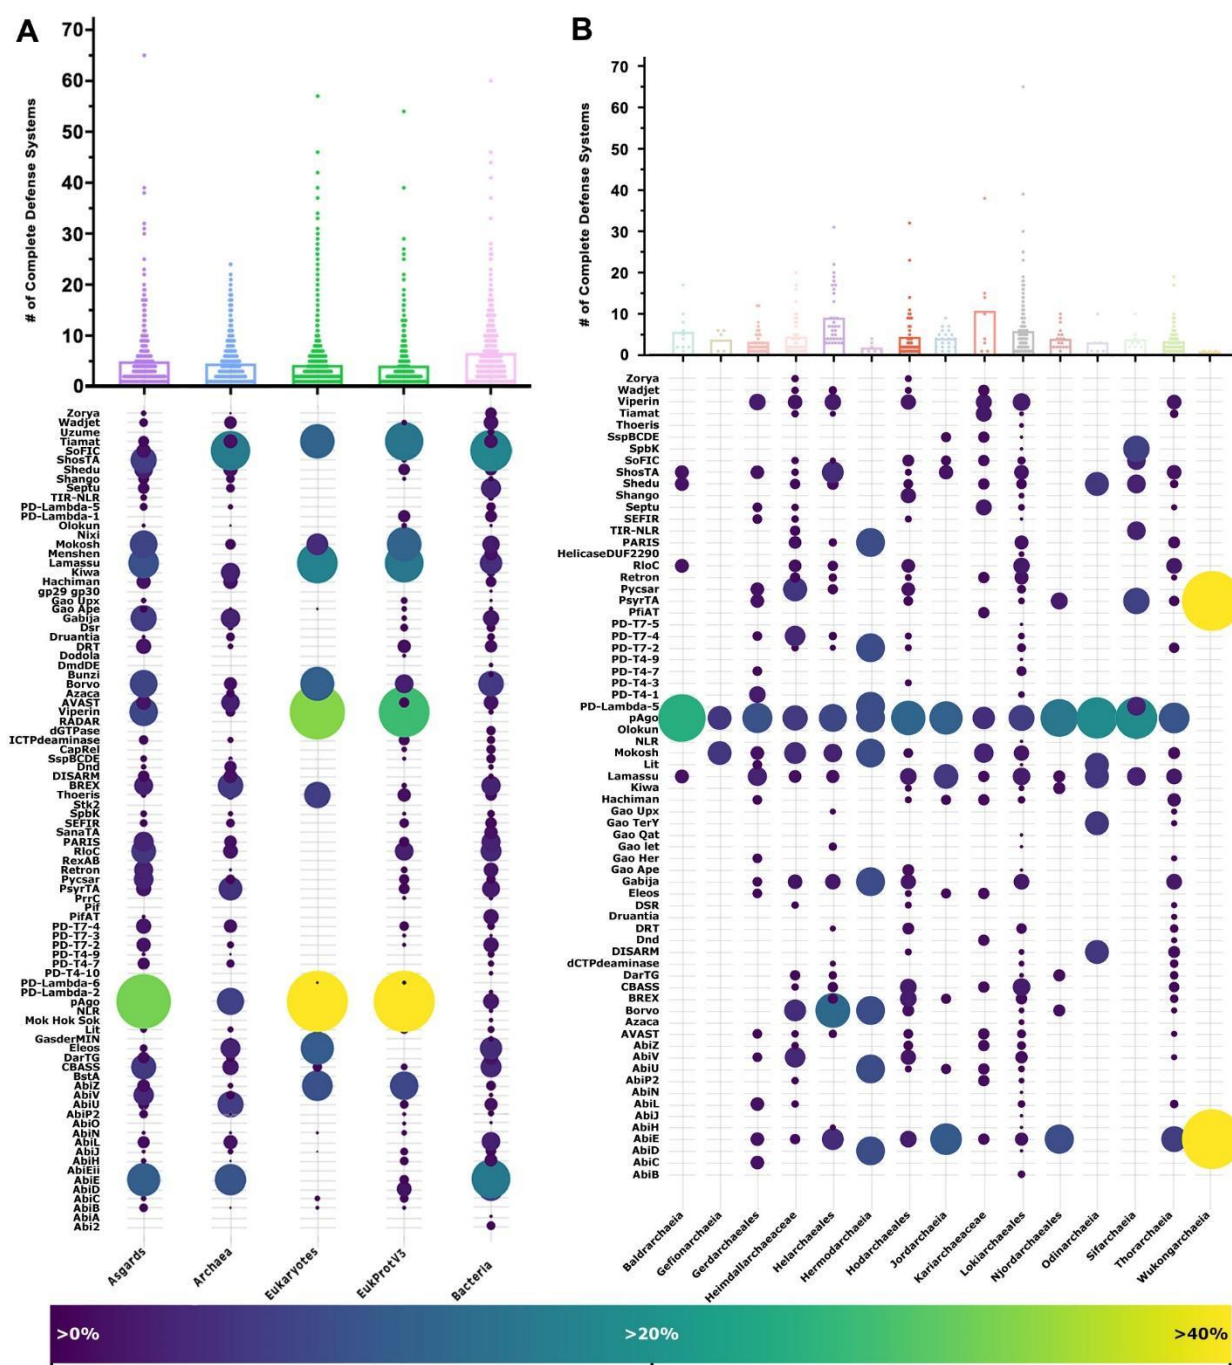 A
# of Complete Defense Systems
70
60
50
40
30
20
10
0
Zorya
Wadjet
Uzume
Tiamat
SoFIC
ShosTA
Shedu
Shango
Septu
TIR-NLR
PD-Lambda-5
PD-Lambda-1
Olokun
Nixi
Mokosh
Menshen
Lamassu
Kiwa
Hachiman
gp29 gp30
Gao Upx
Gao Ape
Gabija
Dsr
Druantia
DRT
Dodola
DmdDE
Bunzi
Borvo
Azaca
AVAST
Viperin
RADAR
dGTPase
ICTPdeaminase
CapRel
SspBCDE
Dnd
DISARM
BREX
Thoeris
Stk2
SpbK
SEFIR
SanaTA
PARIS
RloC
RexAB
Retron
Pycsar
PsyrTA
PrrC
Pif
PifAT
PD-T7-4
PD-T7-3
PD-T7-2
PD-T4-9
PD-T4-7
PD-T4-10
PD-Lambda-6
PD-Lambda-2
pAgo
NLR
Mok Hok Sok
Lit
GasderMIN
Eleos
DarTG
CBASS
BstA
AbiZ
AbiV
AbiU
AbiP2
AbiO
AbiN
AbiL
AbiJ
AbiH
AbiEii
AbiE
AbiD
AbiC
AbiB
AbiA
Abi2
Asgards
Archaea
Eukaryotes
EukProtV3
Bacteria
B
# of Complete Defense Systems
70
60
50
40
30
20
10
0
Zorya
Wadjet
Viperin
Tiamat
Thoeris
SspBCDE
SpbK
SoFIC
ShosTA
Shedu
Shango
Septu
SEFIR
TIR-NLR
PARIS
HelicaseDUF2290
RloC
Retron
Pycsar
PsyrTA
PfiAT
PD-T7-5
PD-T7-4
PD-T7-2
PD-T4-9
PD-T4-7
PD-T4-3
PD-T4-1
PD-Lambda-5
pAgo
Olokun
NLR
Mokosh
Lit
Lamassu
Kiwa
Hachiman
Gao Upx
Gao TerY
Gao Qat
Gao let
Gao Her
Gao Ape
Gabija
Eleos
DSR
Druantia
DRT
Dnd
DISARM
dCTPdeaminase
DarTG
CBASS
BREX
Borvo
Azaca
AVAST
AbiZ
AbiV
AbiU
AbiP2
AbiN
AbiL
AbiJ
AbiH
AbiE
AbiD
AbiC
AbiB
Baldrarchaeia
Gefionarchaeia
Gerdarchaeales
Heimdallarchaeaceae
Helarchaeales
Hermodarchaeia
Hodarchaeales
Jordarchaeia
Kariarchaeaceae
Lokiarchaeales
Njordarchaeales
Odinarchaeia
Sifarchaeia
Thorarchaeia
Wukongarchaeia
>0%
>20%
>40%